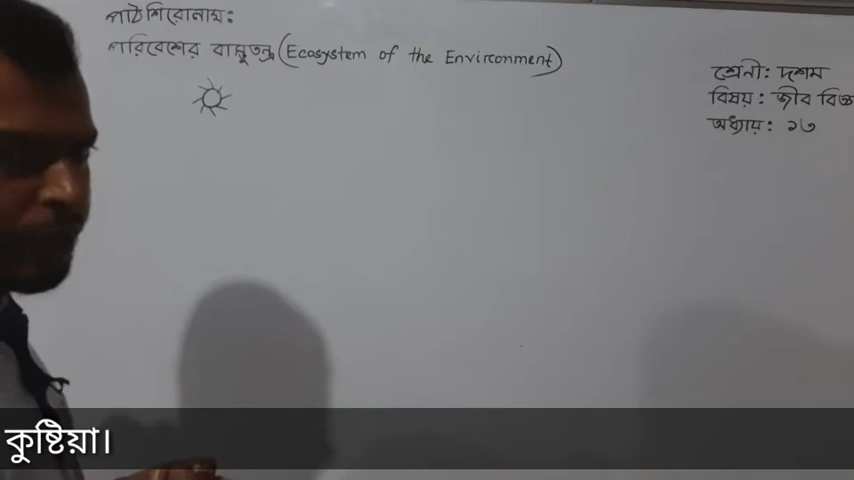 পাঠ শিরোনাম:
পরিবেশের বাস্তুতন্ত্র (Ecosystem of the Environment)
শ্রেনী: দশম
বিষয়: জীব বিজ্ঞ
অধ্যায়: ১৩
কুষ্টিয়া।